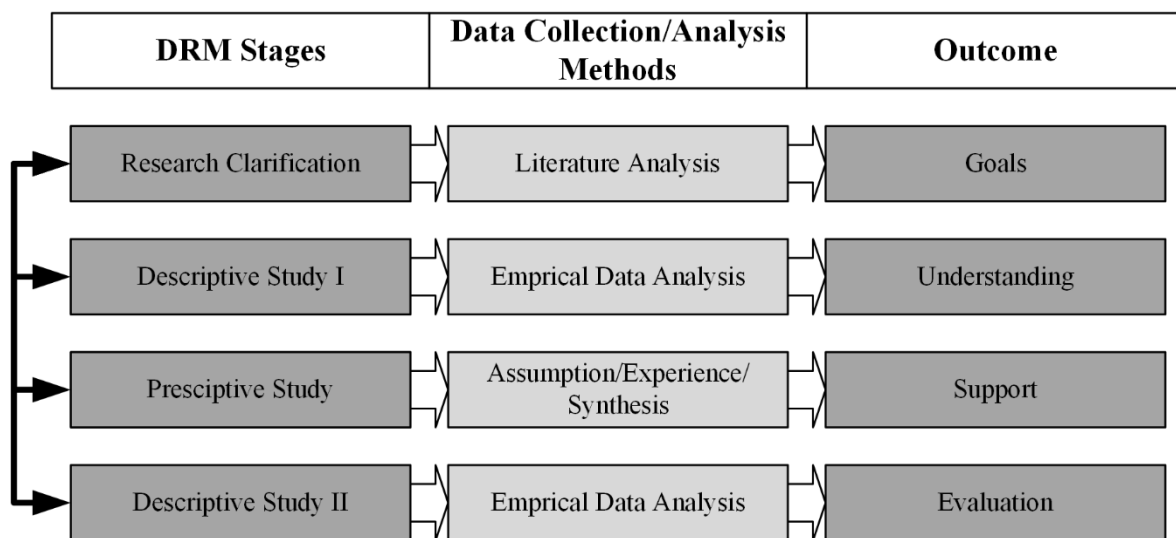 DRM Stages
Data Collection/Analysis
Methods
Outcome
Research Clarification
Literature Analysis
Goals
Descriptive Study I
Emprical Data Analysis
Understanding
Presciptive Study
Assumption/Experience/
Synthesis
Support
Descriptive Study II
Emprical Data Analysis
Evaluation